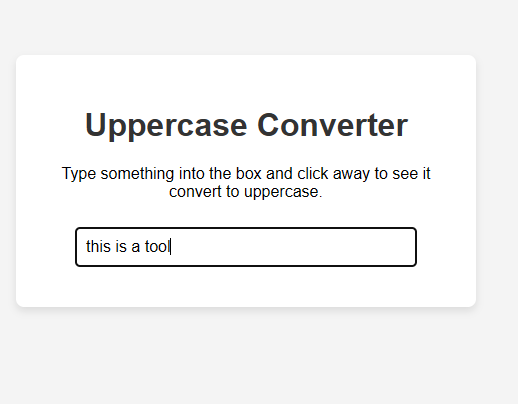 Uppercase Converter
Type something into the box and click away to see it
convert to uppercase.
this is a tool